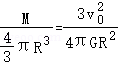 M / (4/3 πR³) = 3v₀² / 4πGR²